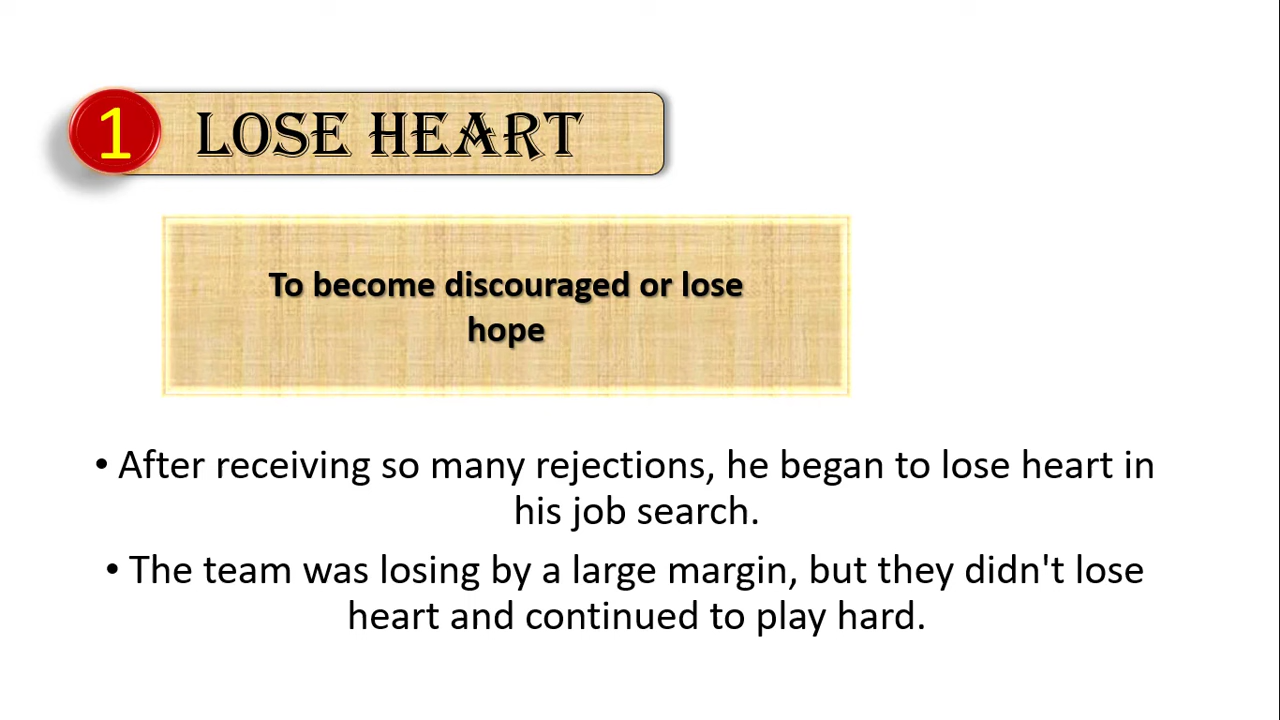 1
LOSE HEART
To become discouraged or lose
hope
• After receiving so many rejections, he began to lose heart in
his job search.
• The team was losing by a large margin, but they didn't lose
heart and continued to play hard.